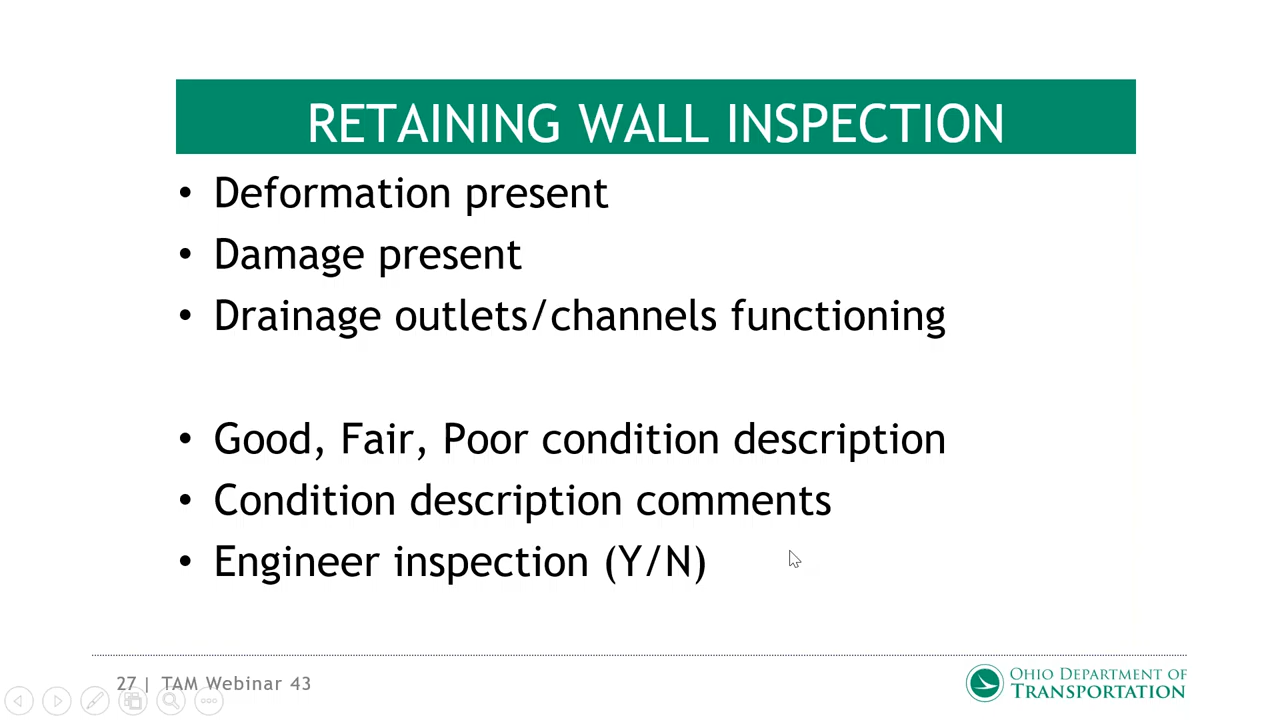 RETAINING WALL INSPECTION
• Deformation present
• Damage present
• Drainage outlets/channels functioning
• Good, Fair, Poor condition description
• Condition description comments
• Engineer inspection (Y/N)
27 | TAM Webinar 43
OHIO DEPARTMENT OF
TRANSPORTATION